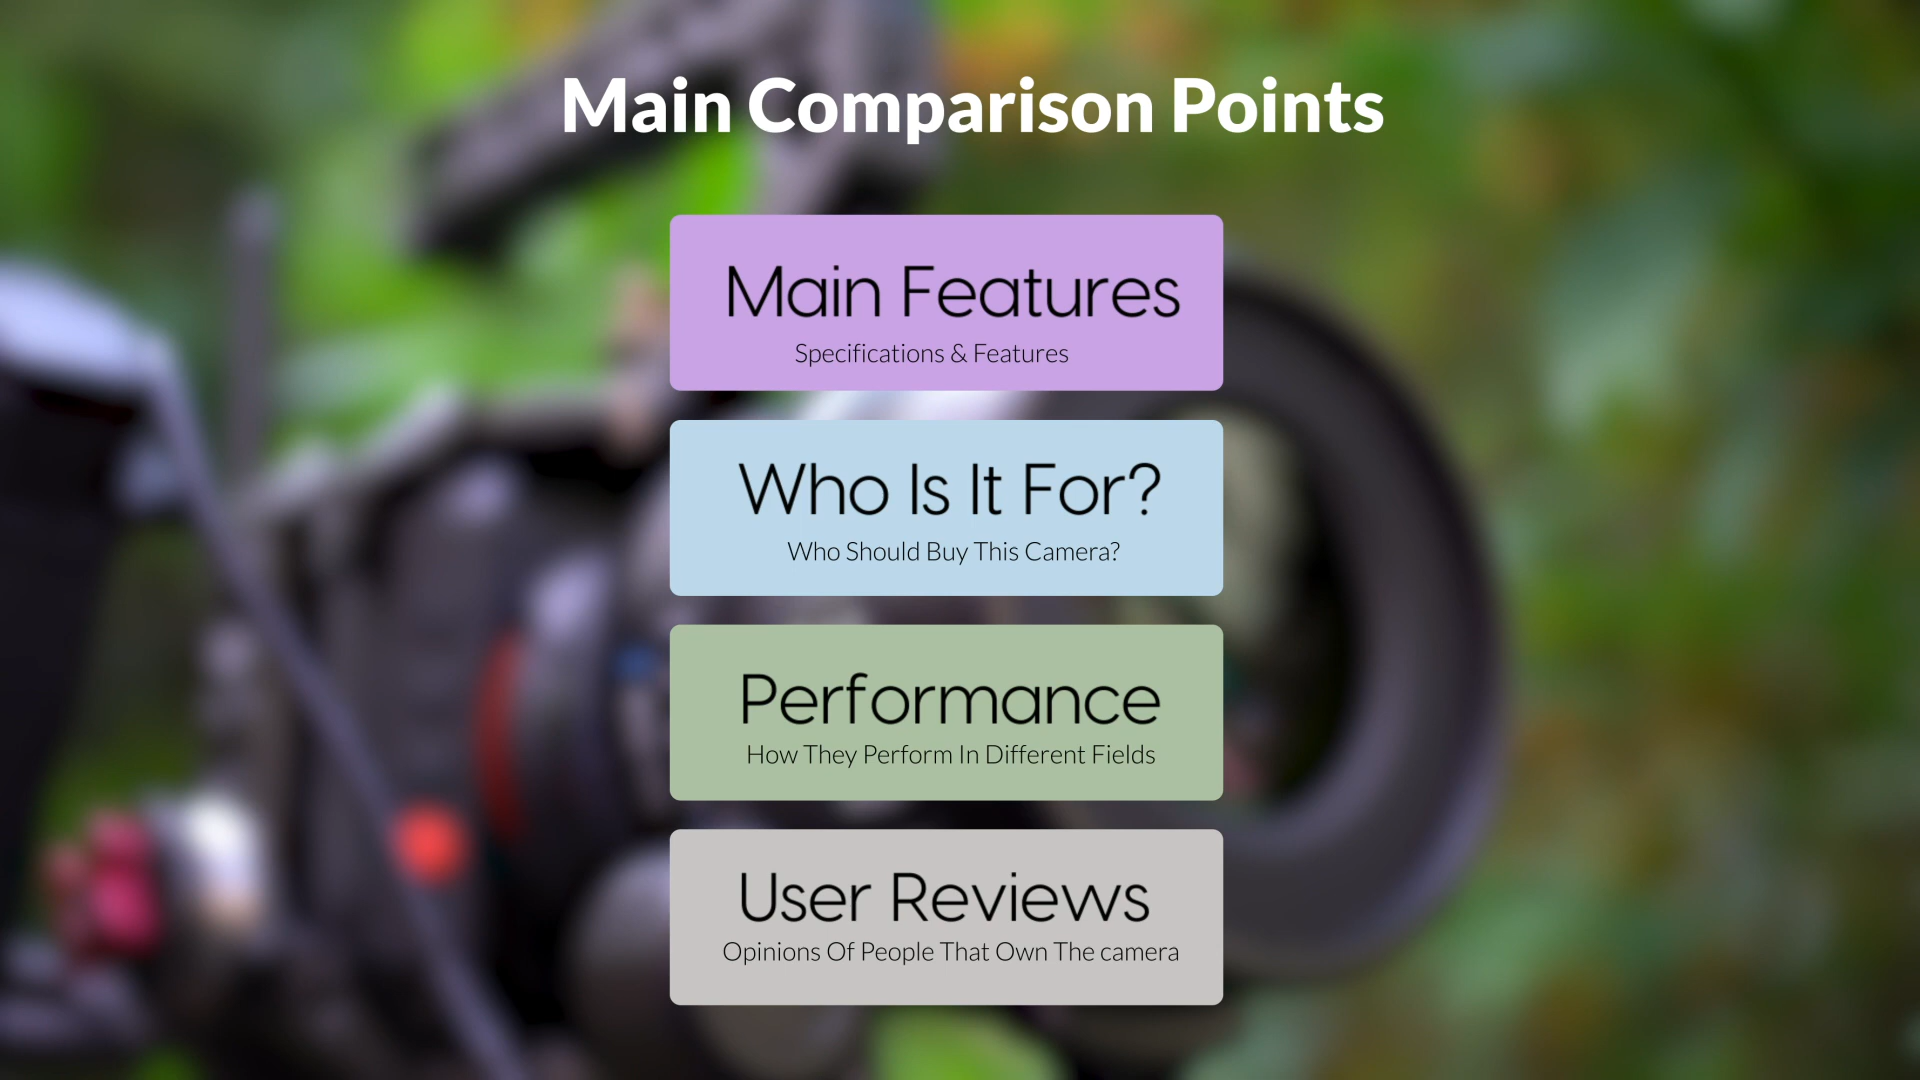 Main Comparison Points
Main Features
Specifications & Features
Who Is It For?
Who Should Buy This Camera?
Performance
How They Perform In Different Fields
User Reviews
Opinions Of People That Own The camera